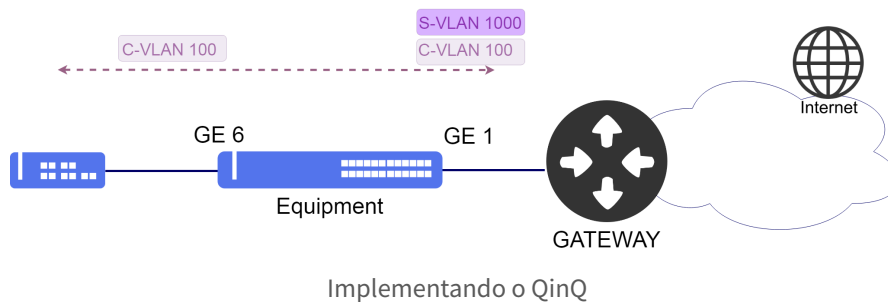 S-VLAN 1000
C-VLAN 100
C-VLAN 100
Internet
GE 6
GE 1
Equipment
GATEWAY
Implementando o QinQ